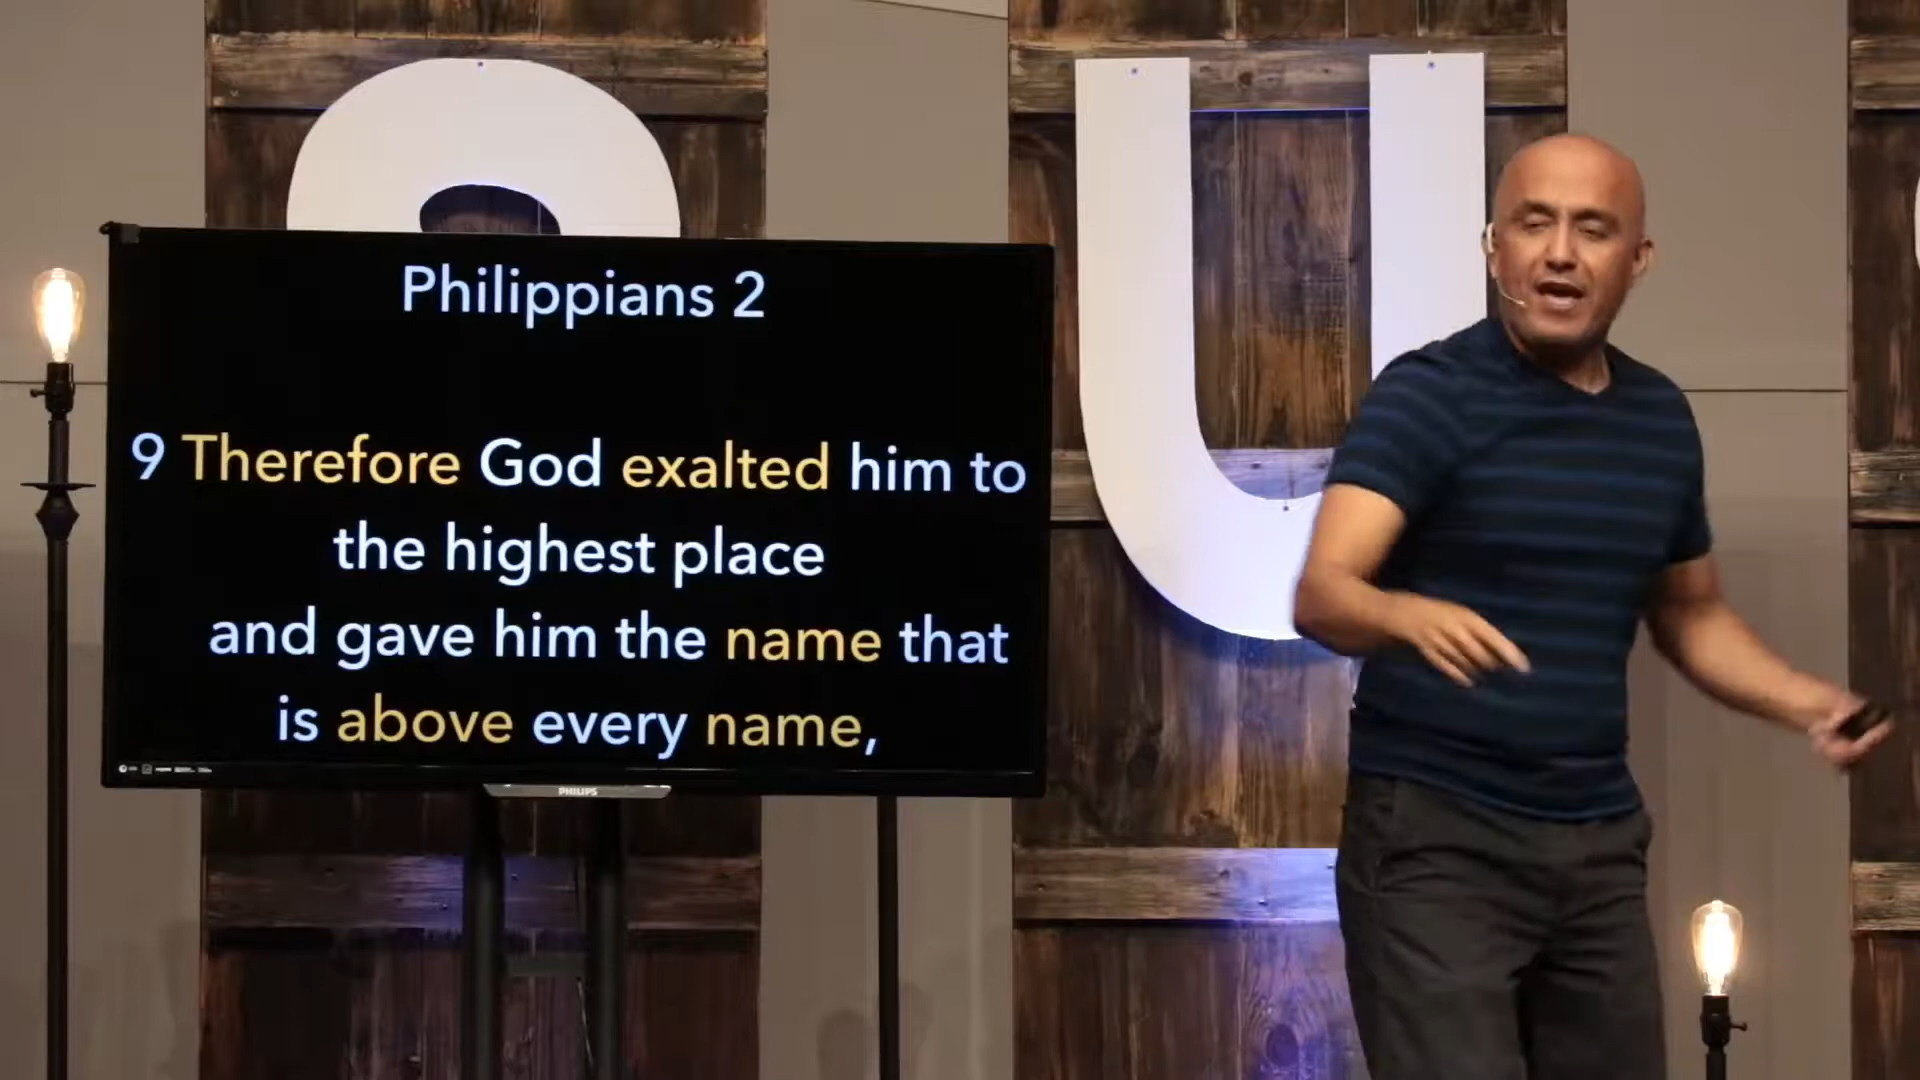 U
Philippians 2
9 Therefore God exalted him to
the highest place
and gave him the name that
is above every name,
PHILIPS